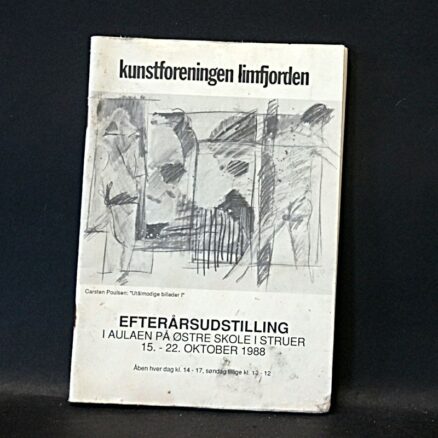 kunstforeningen limfjorden
Carsten Poulsen: "Utålmodige billeder I"
EFTERÅRSUDSTILLING
I AULAEN PÅ ØSTRE SKOLE I STRUER
15. - 22. OKTOBER 1988
Åben hver dag kl. 14 - 17, søndag tillige kl. - 12